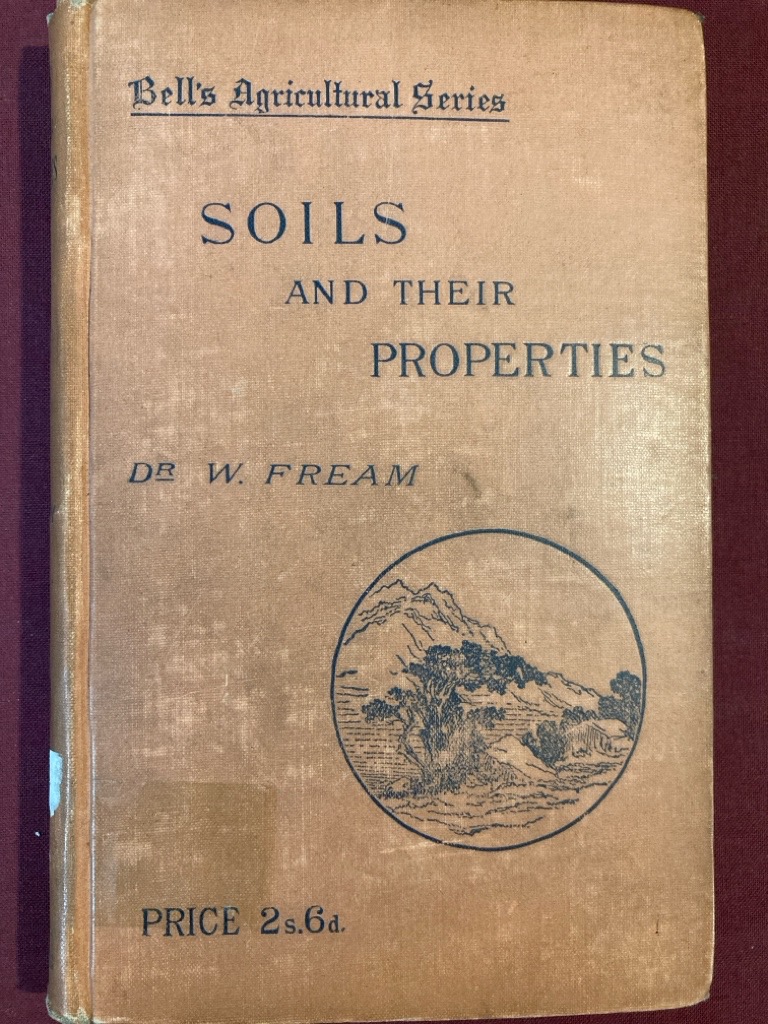 Bell's Agricultural Series
SOILS
AND THEIR
PROPERTIES
DR W. FREAM
PRICE 2s.6d.